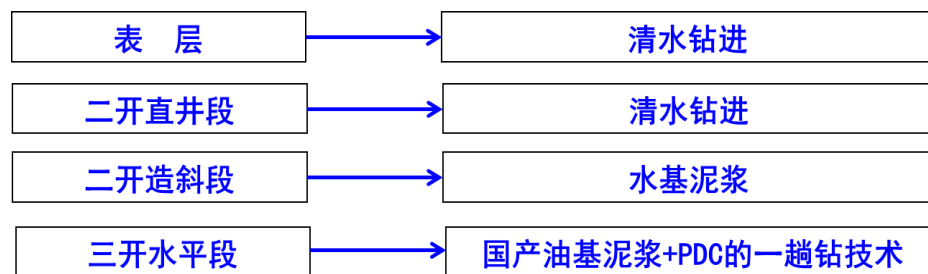 表　层 清水钻进
二开直井段 清水钻进
二开造斜段 水基泥浆
三开水平段 国产油基泥浆+PDC的一趟钻技术